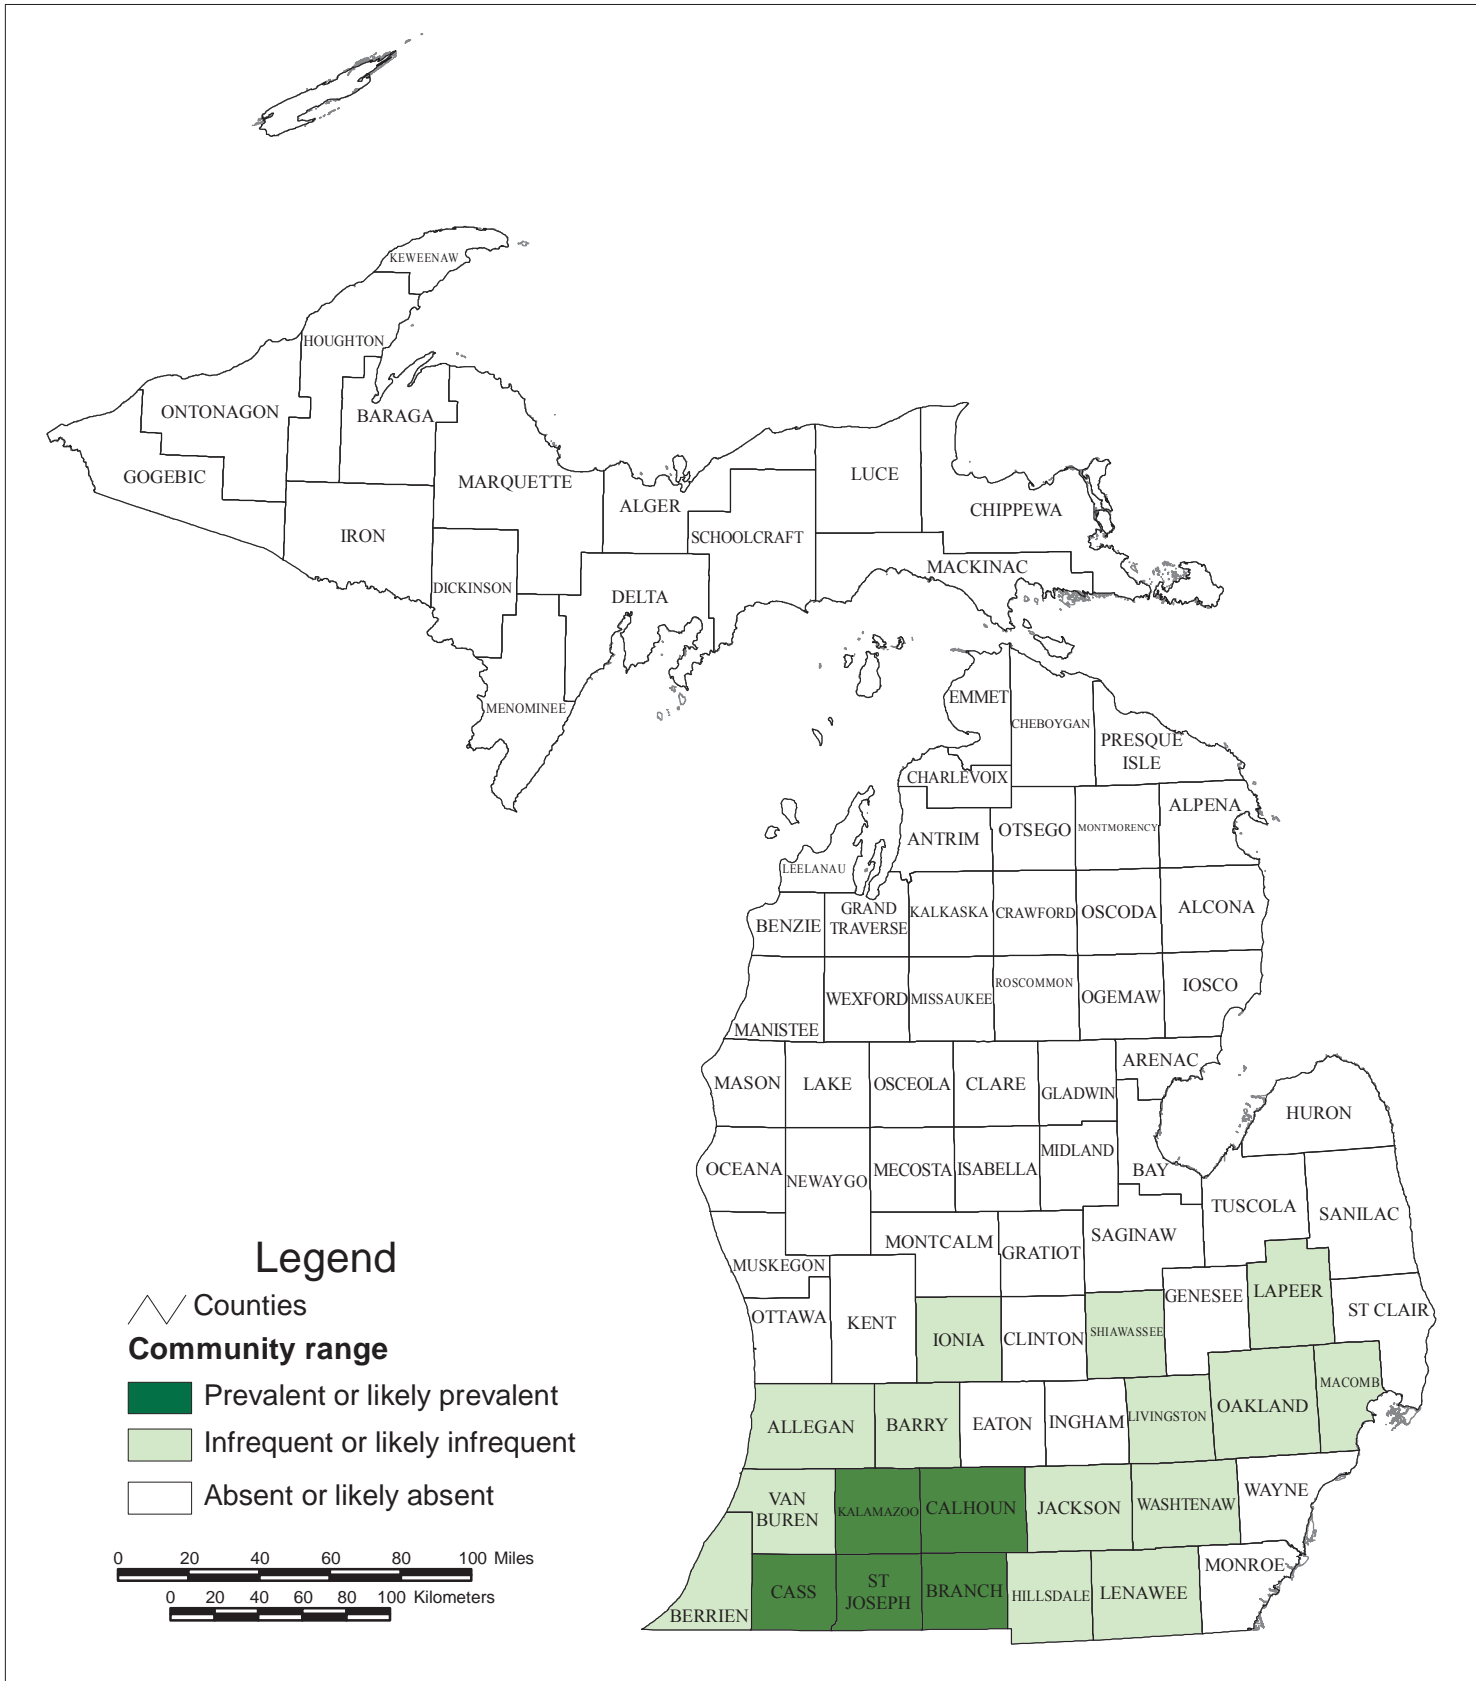 KEWEENAW
HOUGHTON
ONTONAGON
BARAGA
GOGEBIC
MARQUETTE
LUCE
ALGER
CHIPPEWA
IRON
SCHOOLCRAFT
MACKINAC
DICKINSON
DELTA
EMMET
MENOMINEE
CHEBOYGAN
PRESQUE
ISLE
CHARLEVOIX
ALPENA
ANTRIM
OTSEGO
MONTMORENCY
LEELANAU
BENZIE
GRAND
TRAVERSE
KALKASKA
CRAWFORD
OSCODA
ALCONA
MANISTEE
WEXFORD
MISSAUKEE
ROSCOMMON
OGEMAW
IOSCO
ARENAC
MASON
LAKE
OSCEOLA
CLARE
GLADWIN
HURON
OCEANA
NEWAYGO
MECOSTA
ISABELLA
MIDLAND
BAY
TUSCOLA
SANILAC
MUSKEGON
MONTCALM
GRATIOT
SAGINAW
GENESEE
LAPEER
ST CLAIR
OTTAWA
KENT
IONIA
CLINTON
SHIAWASSEE
ALLEGAN
BARRY
EATON
INGHAM
LIVINGSTON
OAKLAND
MACOMB
VAN
BUREN
KALAMAZOO
CALHOUN
JACKSON
WASHTENAW
WAYNE
BERRIEN
CASS
ST
JOSEPH
BRANCH
HILLSDALE
LENAWEE
MONROE
Legend
Counties
Community range
Prevalent or likely prevalent
Infrequent or likely infrequent
Absent or likely absent
0 20 40 60 80 100 Miles
0 20 40 60 80 100 Kilometers